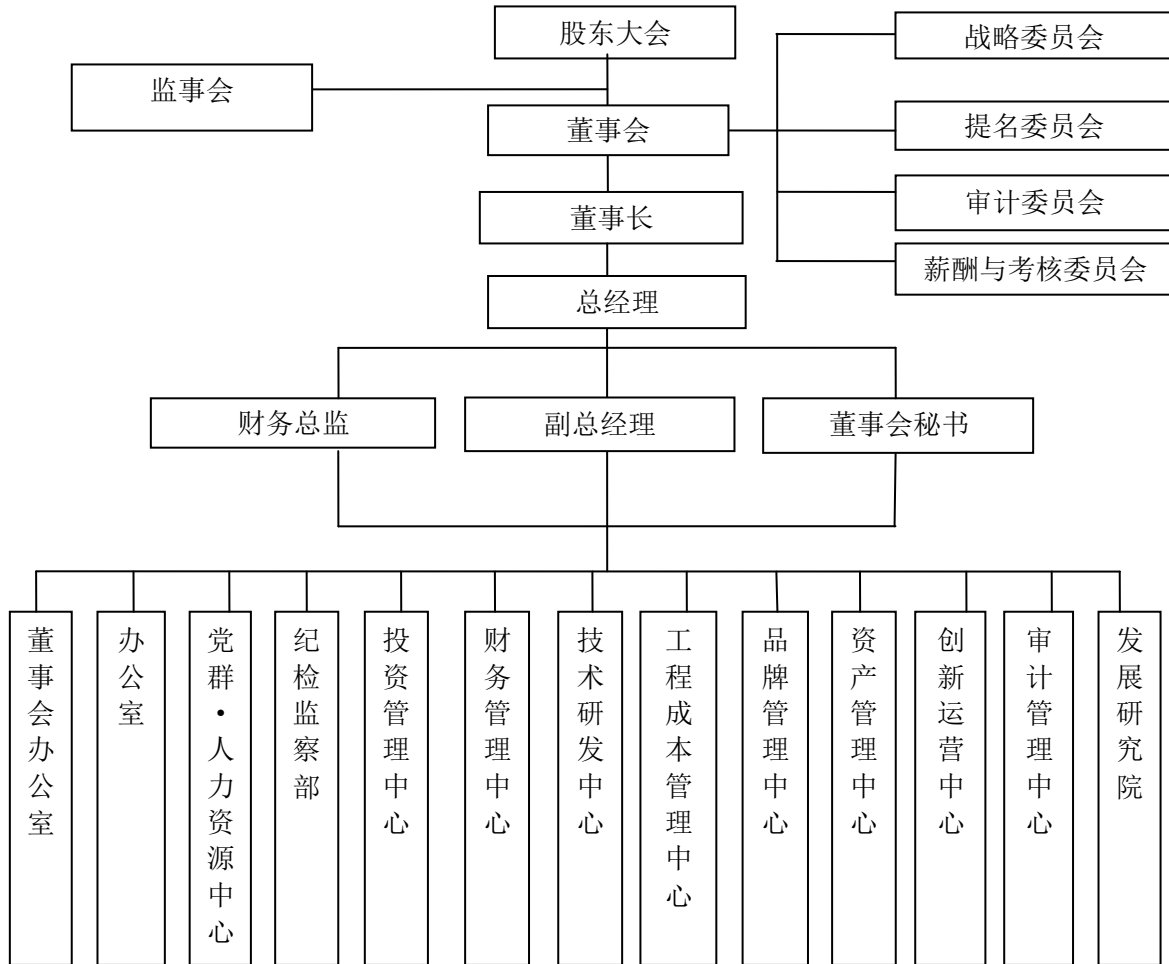 股东大会
战略委员会
监事会
董事会
提名委员会
董事长
审计委员会
薪酬与考核委员会
总经理
财务总监
副总经理
董事会秘书
董事会办公室
办公室
党群·人力资源中心
纪检监察部
投资管理中心
财务管理中心
技术研发中心
工程成本管理中心
品牌管理中心
资产管理中心
创新运营中心
审计管理中心
发展研究院